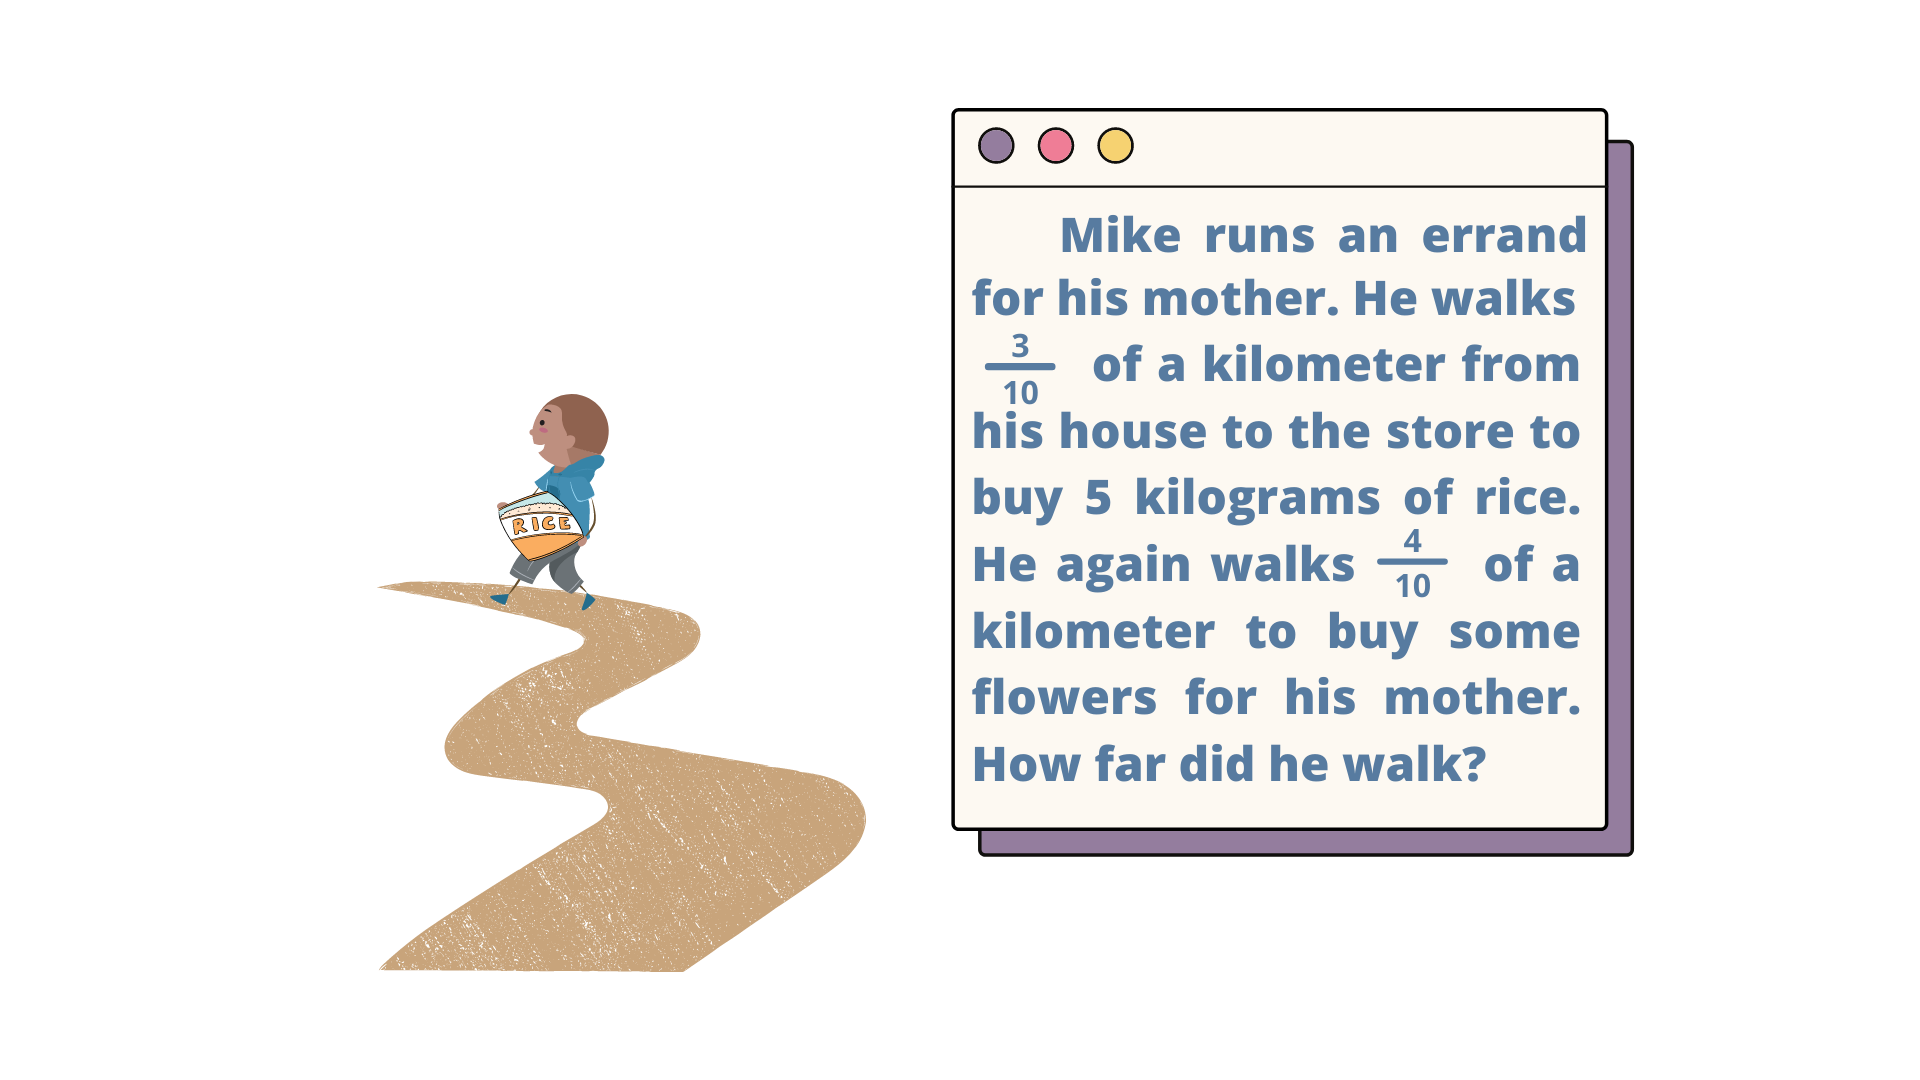 RICE
Mike runs an errand
for his mother. He walks
3/10 of a kilometer from
his house to the store to
buy 5 kilograms of rice.
He again walks 4/10 of a
kilometer to buy some
flowers for his mother.
How far did he walk?